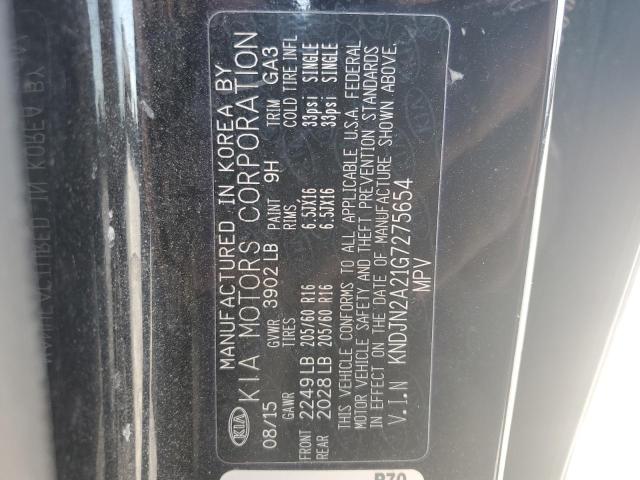 MANUFACTURED IN KOREA BY
KIA KIA MOTORS CORPORATION
08/15 GVWR 3902 LB PAINT 9H TRIM GA3
GAWR TIRES RIMS, COLD TIRE INFL
FRONT 2249 LB 205/60 R16 6.5JX16 33psi SINGLE
REAR 2028 LB 205/60 R16 6.5JX16 33psi SINGLE
THIS VEHICLE CONFORMS TO ALL APPLICABLE U.S.A. FEDERAL
MOTOR VEHICLE SAFETY AND THEFT PREVENTION STANDARDS
IN EFFECT ON THE DATE OF MANUFACTURE SHOWN ABOVE.
V.I.N KNDJN2A21G7275654
MPV